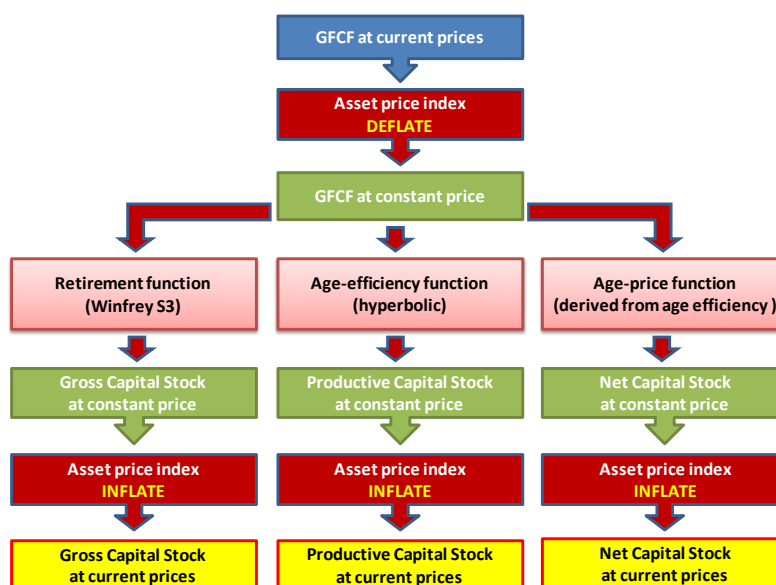 GFCF at current prices
Asset price index
DEFLATE
GFCF at constant price
Retirement function
(Winfrey S3)
Age-efficiency function
(hyperbolic)
Age-price function
(derived from age efficiency )
Gross Capital Stock
at constant price
Productive Capital Stock
at constant price
Net Capital Stock
at constant price
Asset price index
INFLATE
Asset price index
INFLATE
Asset price index
INFLATE
Gross Capital Stock
at current prices
Productive Capital Stock
at current prices
Net Capital Stock
at current prices